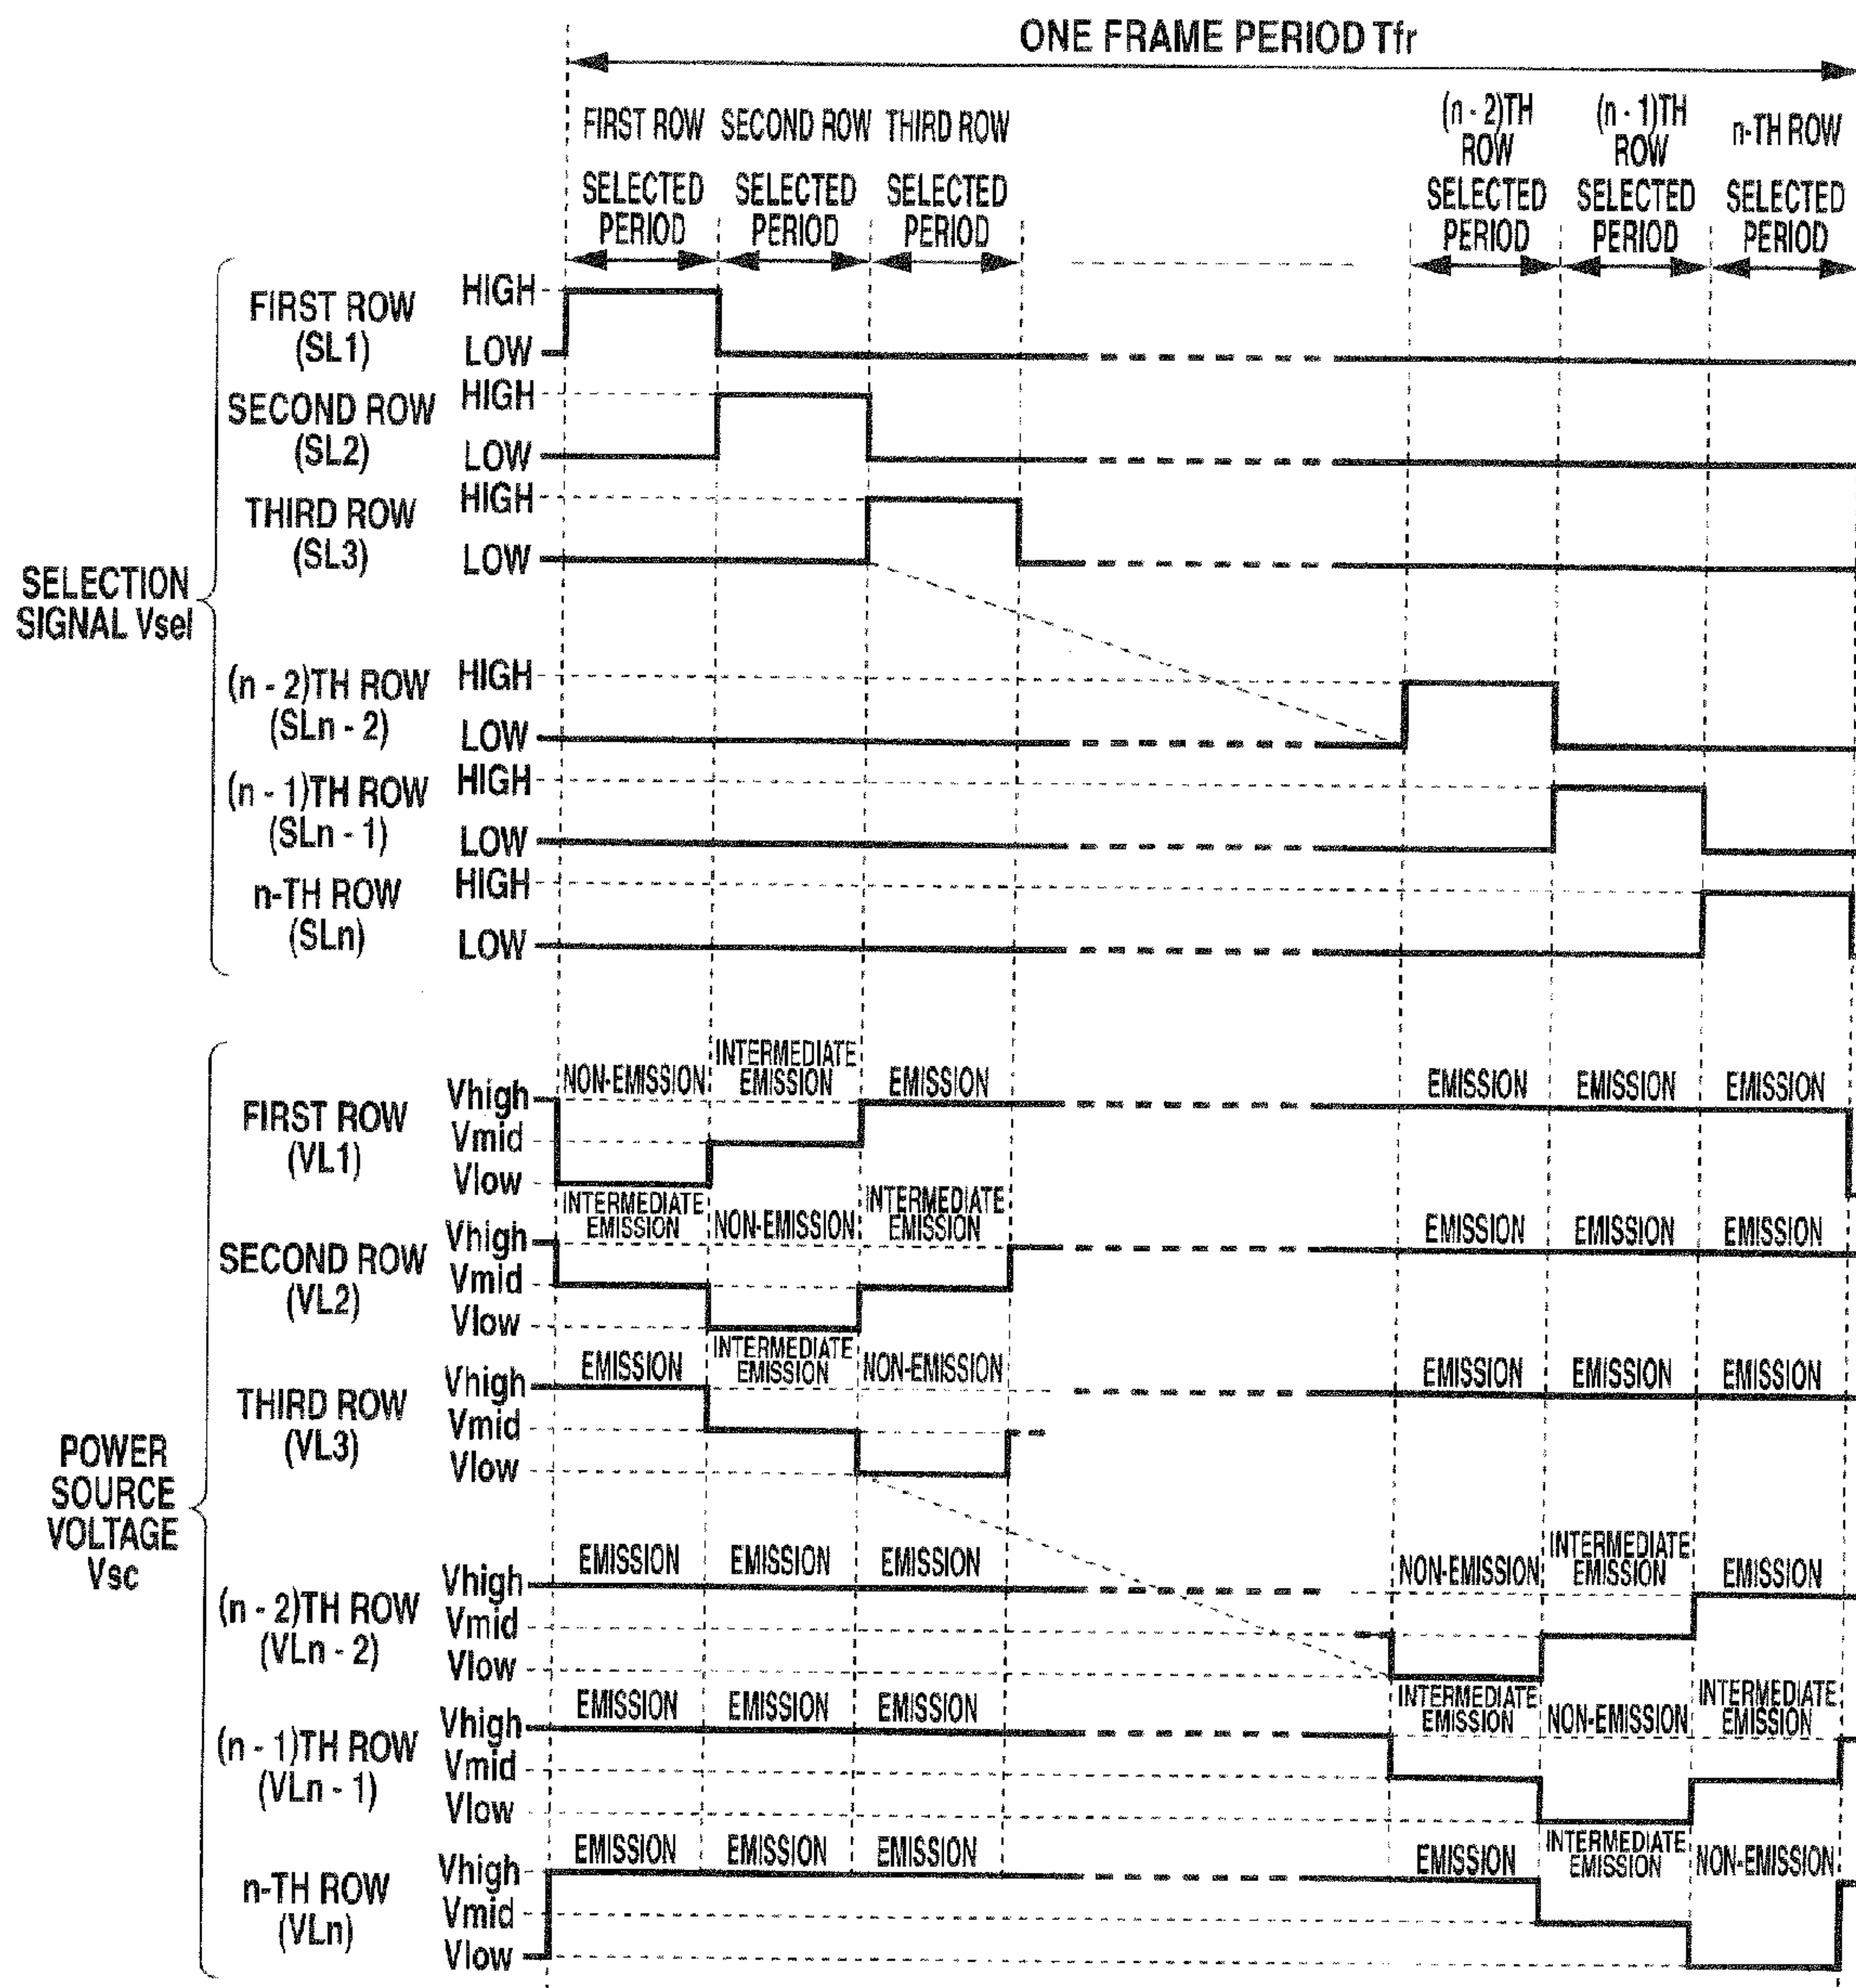 ONE FRAME PERIOD Tfr
FIRST ROW SECOND ROW THIRD ROW (n - 2)TH ROW (n - 1)TH ROW n-TH ROW
SELECTED PERIOD SELECTED PERIOD SELECTED PERIOD SELECTED PERIOD SELECTED PERIOD SELECTED PERIOD
SELECTION SIGNAL Vsel
FIRST ROW (SL1) HIGH
LOW
SECOND ROW (SL2) HIGH
LOW
THIRD ROW (SL3) HIGH
LOW
(n - 2)TH ROW (SLn - 2) HIGH
LOW
(n - 1)TH ROW (SLn - 1) HIGH
LOW
n-TH ROW (SLn) HIGH
LOW
POWER SOURCE VOLTAGE Vsc
NON-EMISSION INTERMEDIATE EMISSION EMISSION EMISSION EMISSION EMISSION
FIRST ROW (VL1) Vhigh
Vmid
Vlow
INTERMEDIATE EMISSION NON-EMISSION INTERMEDIATE EMISSION EMISSION EMISSION EMISSION
SECOND ROW (VL2) Vhigh
Vmid
Vlow
EMISSION INTERMEDIATE EMISSION NON-EMISSION EMISSION EMISSION EMISSION
THIRD ROW (VL3) Vhigh
Vmid
Vlow
EMISSION EMISSION EMISSION NON-EMISSION INTERMEDIATE EMISSION EMISSION
(n - 2)TH ROW (VLn - 2) Vhigh
Vmid
Vlow
EMISSION EMISSION EMISSION INTERMEDIATE EMISSION NON-EMISSION INTERMEDIATE EMISSION
(n - 1)TH ROW (VLn - 1) Vhigh
Vmid
Vlow
EMISSION EMISSION EMISSION EMISSION INTERMEDIATE EMISSION NON-EMISSION
n-TH ROW (VLn) Vhigh
Vmid
Vlow